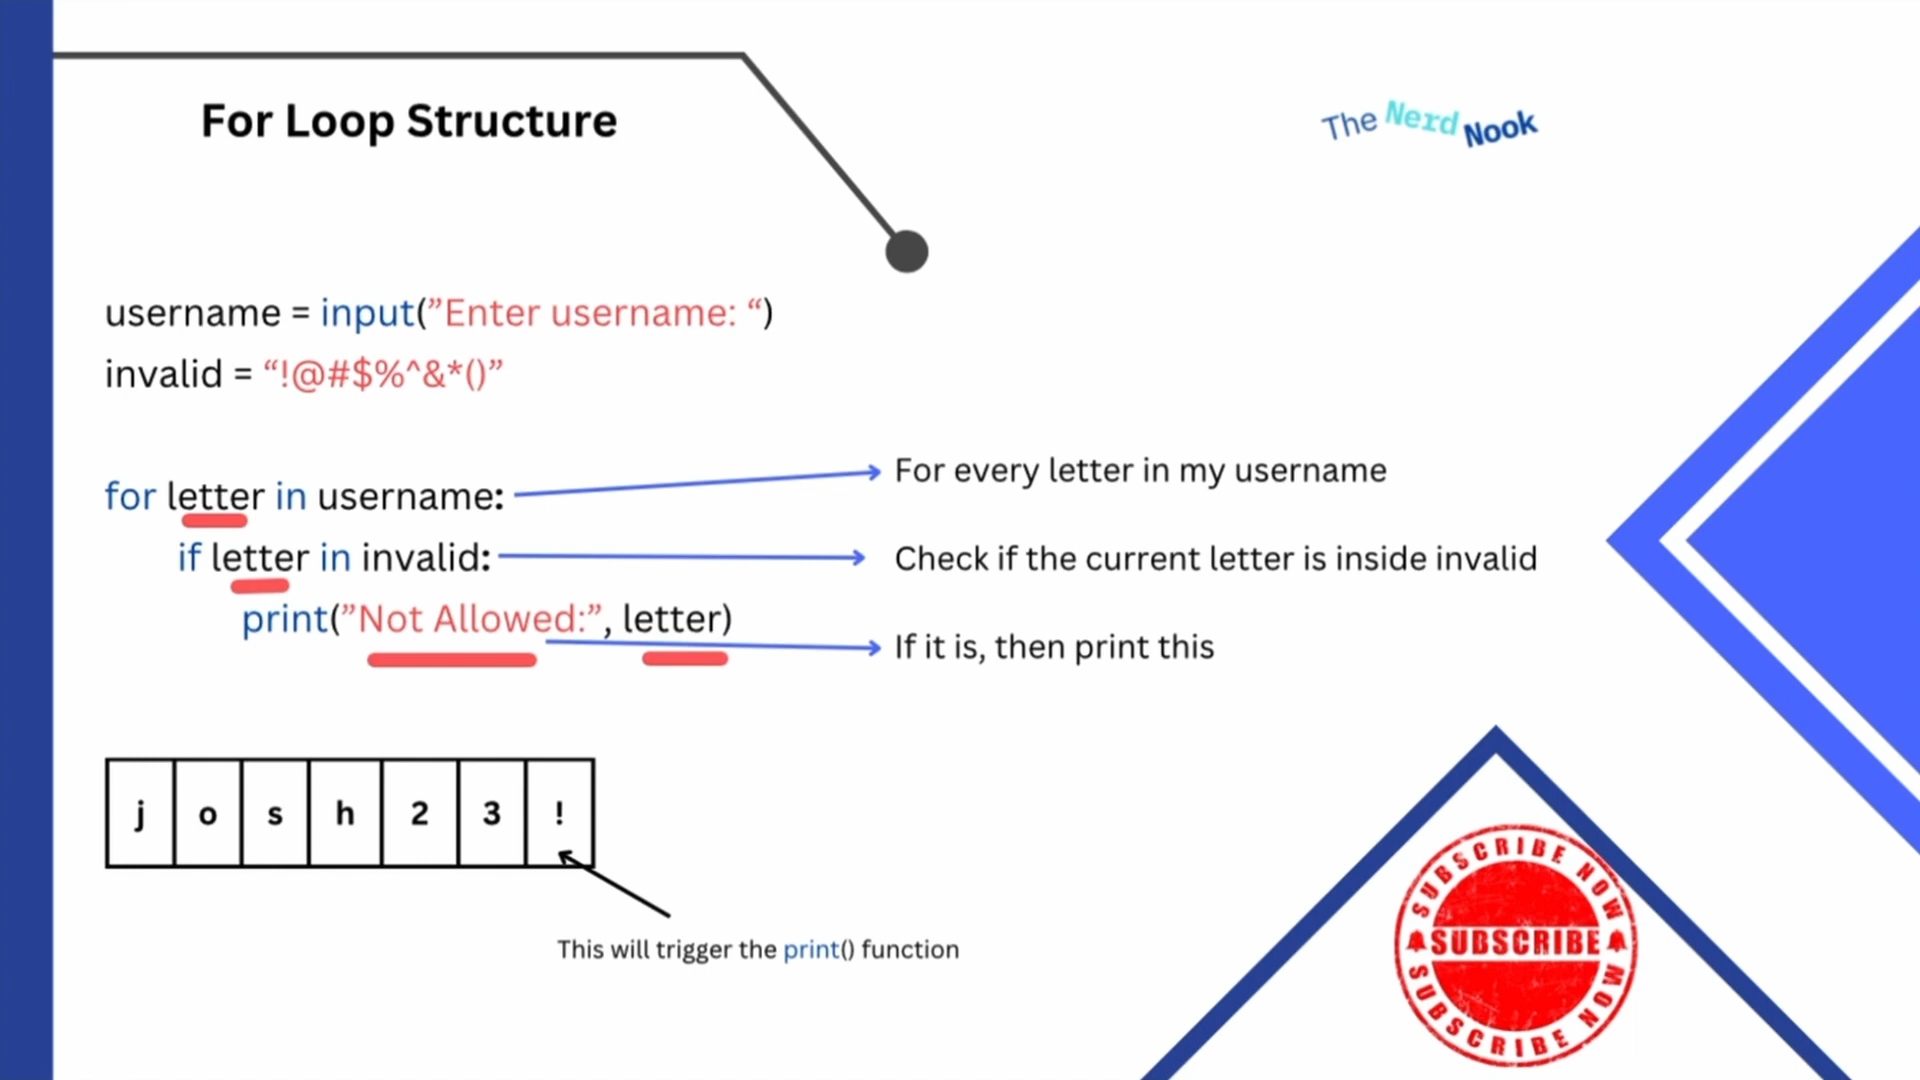 For Loop Structure
The Nerd Nook
username = input(”Enter username: “)
invalid = “!@#$%^&*()”
for letter in username:
For every letter in my username
if letter in invalid:
Check if the current letter is inside invalid
print(”Not Allowed:”, letter)
If it is, then print this
j o s h 2 3 !
This will trigger the print() function
SUBSCRIBE NOW
SUBSCRIBE
SUBSCRIBE NOW